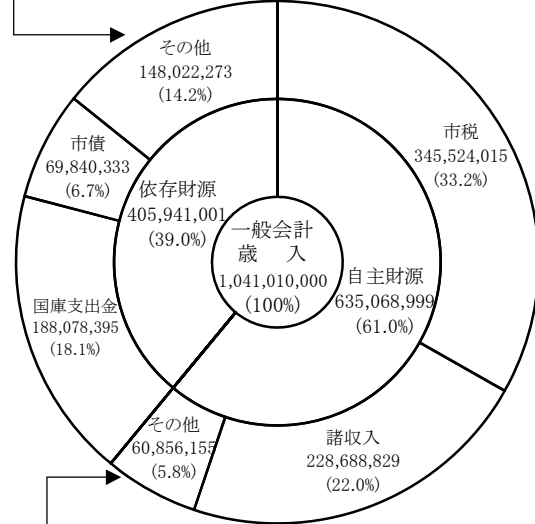 その他
148,022,273
(14.2%)
市税
345,524,015
(33.2%)
市債
69,840,333
(6.7%)
依存財源
405,941,001
(39.0%)
一般会計
歳　入
1,041,010,000
(100%)
自主財源
635,068,999
(61.0%)
国庫支出金
188,078,395
(18.1%)
その他
60,856,155
(5.8%)
諸収入
228,688,829
(22.0%)